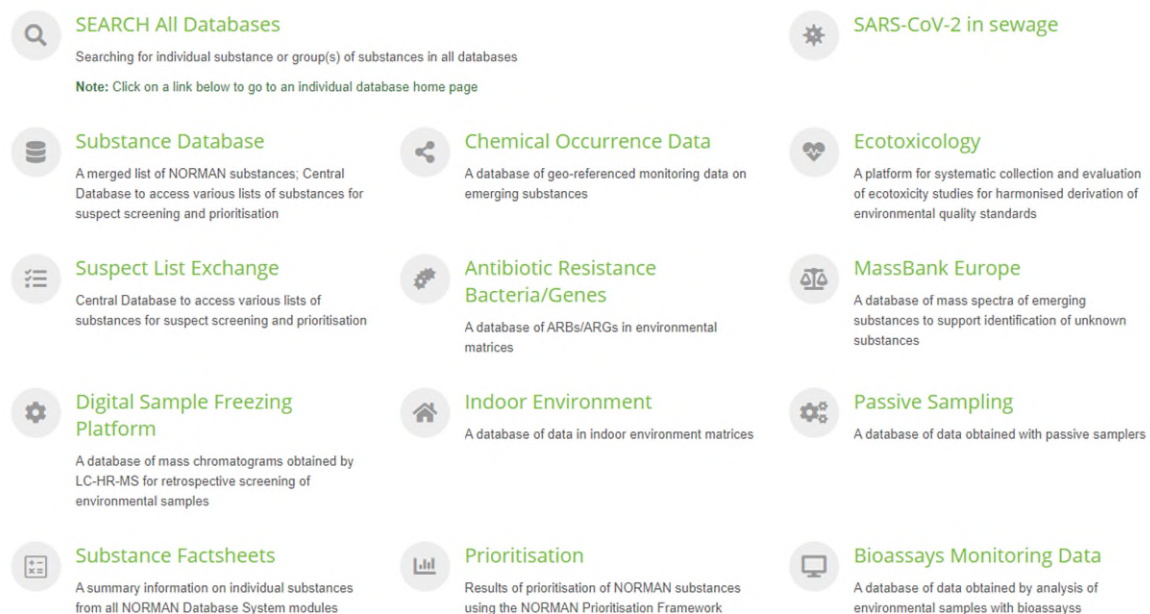 SEARCH All Databases
Searching for individual substance or group(s) of substances in all databases
Note: Click on a link below to go to an individual database home page
SARS-CoV-2 in sewage
Substance Database
A merged list of NORMAN substances; Central
Database to access various lists of substances for
suspect screening and prioritisation
Chemical Occurrence Data
A database of geo-referenced monitoring data on
emerging substances
Ecotoxicology
A platform for systematic collection and evaluation
of ecotoxicity studies for harmonised derivation of
environmental quality standards
Suspect List Exchange
Central Database to access various lists of
substances for suspect screening and prioritisation
Antibiotic Resistance
Bacteria/Genes
A database of ARBs/ARGs in environmental
matrices
MassBank Europe
A database of mass spectra of emerging
substances to support identification of unknown
substances
Digital Sample Freezing
Platform
A database of mass chromatograms obtained by
LC-HR-MS for retrospective screening of
environmental samples
Indoor Environment
A database of data in indoor environment matrices
Passive Sampling
A database of data obtained with passive samplers
Substance Factsheets
A summary information on individual substances
from all NORMAN Database System modules
Prioritisation
Results of prioritisation of NORMAN substances
using the NORMAN Prioritisation Framework
Bioassays Monitoring Data
A database of data obtained by analysis of
environmental samples with bioassaysys